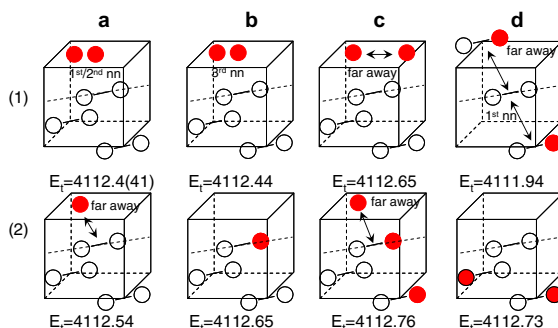 a b c d
(1)
1st/2nd nn
3rd nn
far away
far away
1st nn
Et=4112.4(41) Et=4112.44 Et=4112.65 Et=4111.94
(2)
far away
far away
Et=4112.54 Et=4112.65 Et=4112.76 Et=4112.73